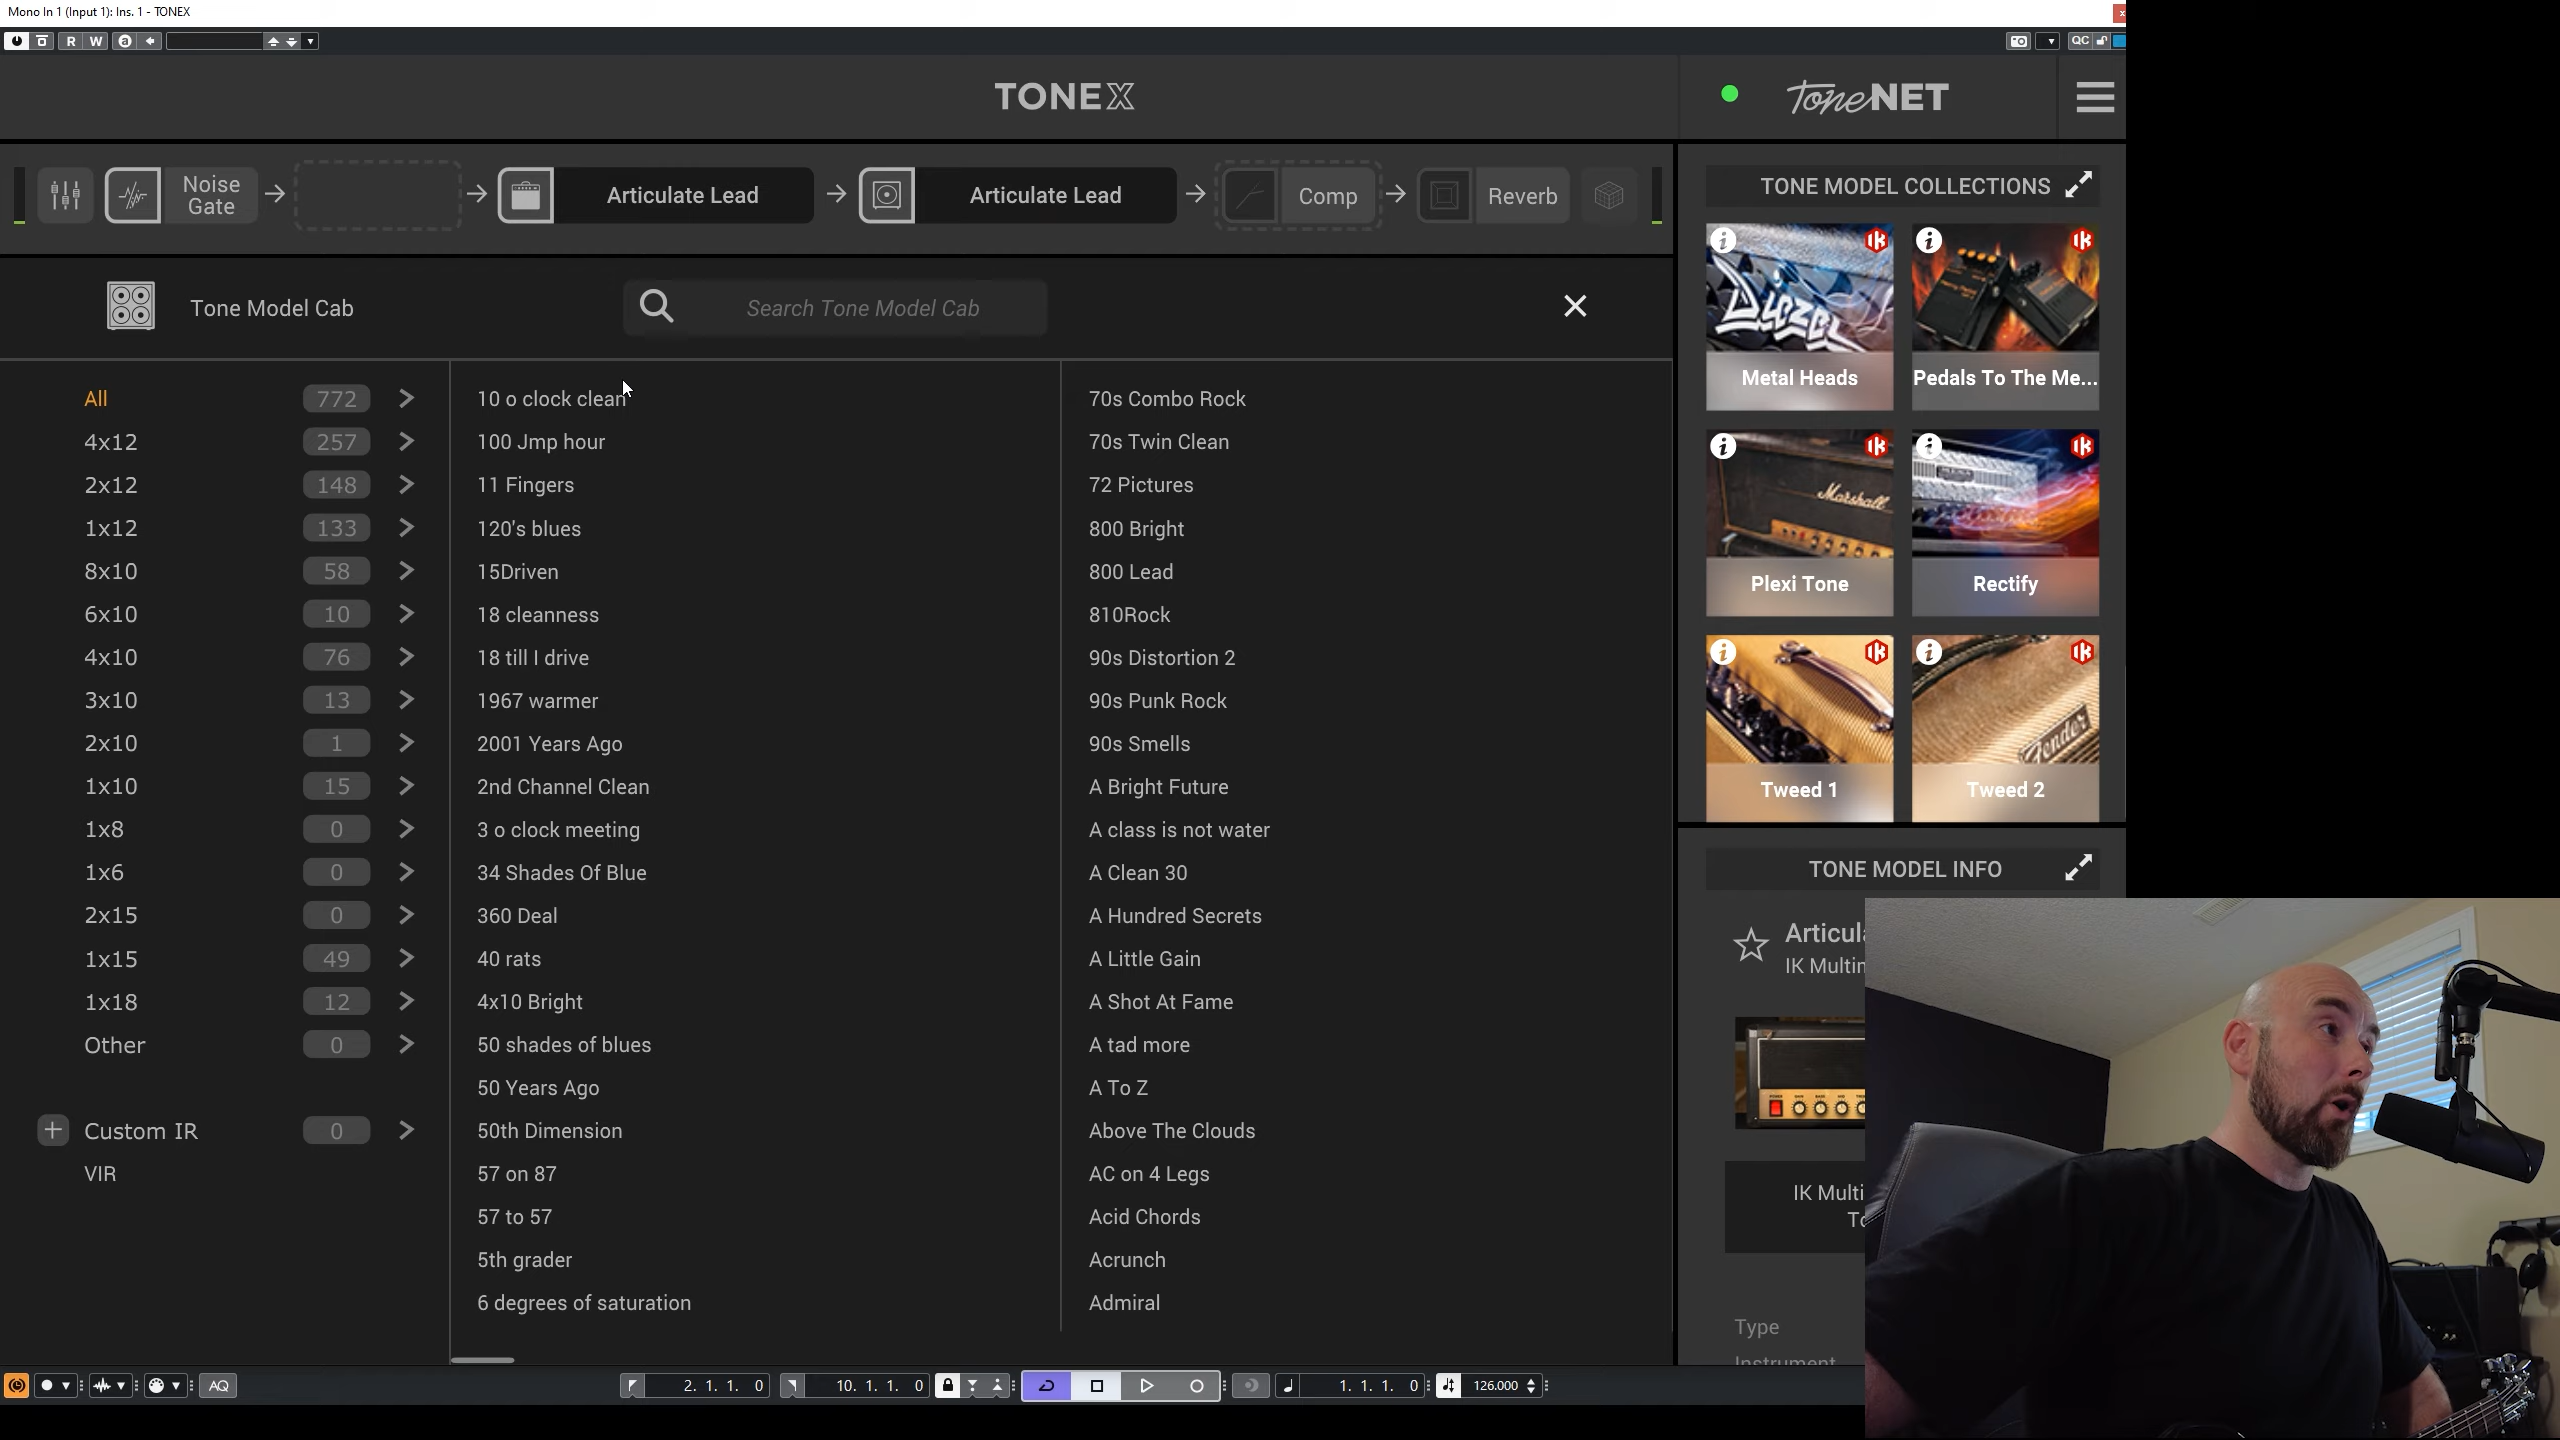 Mono In 1 (Input 1): Ins. 1 - TONEX
R W a QC
TONEX
toneNET
Noise
Gate
Articulate Lead
Articulate Lead
Comp
Reverb
Tone Model Cab
Search Tone Model Cab
All 772
4x12 257
2x12 148
1x12 133
8x10 58
6x10 10
4x10 76
3x10 13
2x10 1
1x10 15
1x8 0
1x6 0
2x15 0
1x15 49
1x18 12
Other 0
Custom IR 0
VIR
10 o clock clean
100 Jmp hour
11 Fingers
120's blues
15Driven
18 cleanness
18 till I drive
1967 warmer
2001 Years Ago
2nd Channel Clean
3 o clock meeting
34 Shades Of Blue
360 Deal
40 rats
4x10 Bright
50 shades of blues
50 Years Ago
50th Dimension
57 on 87
57 to 57
5th grader
6 degrees of saturation
70s Combo Rock
70s Twin Clean
72 Pictures
800 Bright
800 Lead
810Rock
90s Distortion 2
90s Punk Rock
90s Smells
A Bright Future
A class is not water
A Clean 30
A Hundred Secrets
A Little Gain
A Shot At Fame
A tad more
A To Z
Above The Clouds
AC on 4 Legs
Acid Chords
Acrunch
Admiral
TONE MODEL COLLECTIONS
Diezel
Metal Heads
Pedals To The Me...
Marshall
Plexi Tone
Rectify
Tweed 1
Fender
Tweed 2
TONE MODEL INFO
Articul
IK Multi
IK Multi
Type
Instrument
AQ
2. 1. 1. 0
10. 1. 1. 0
1. 1. 1. 0
126.000